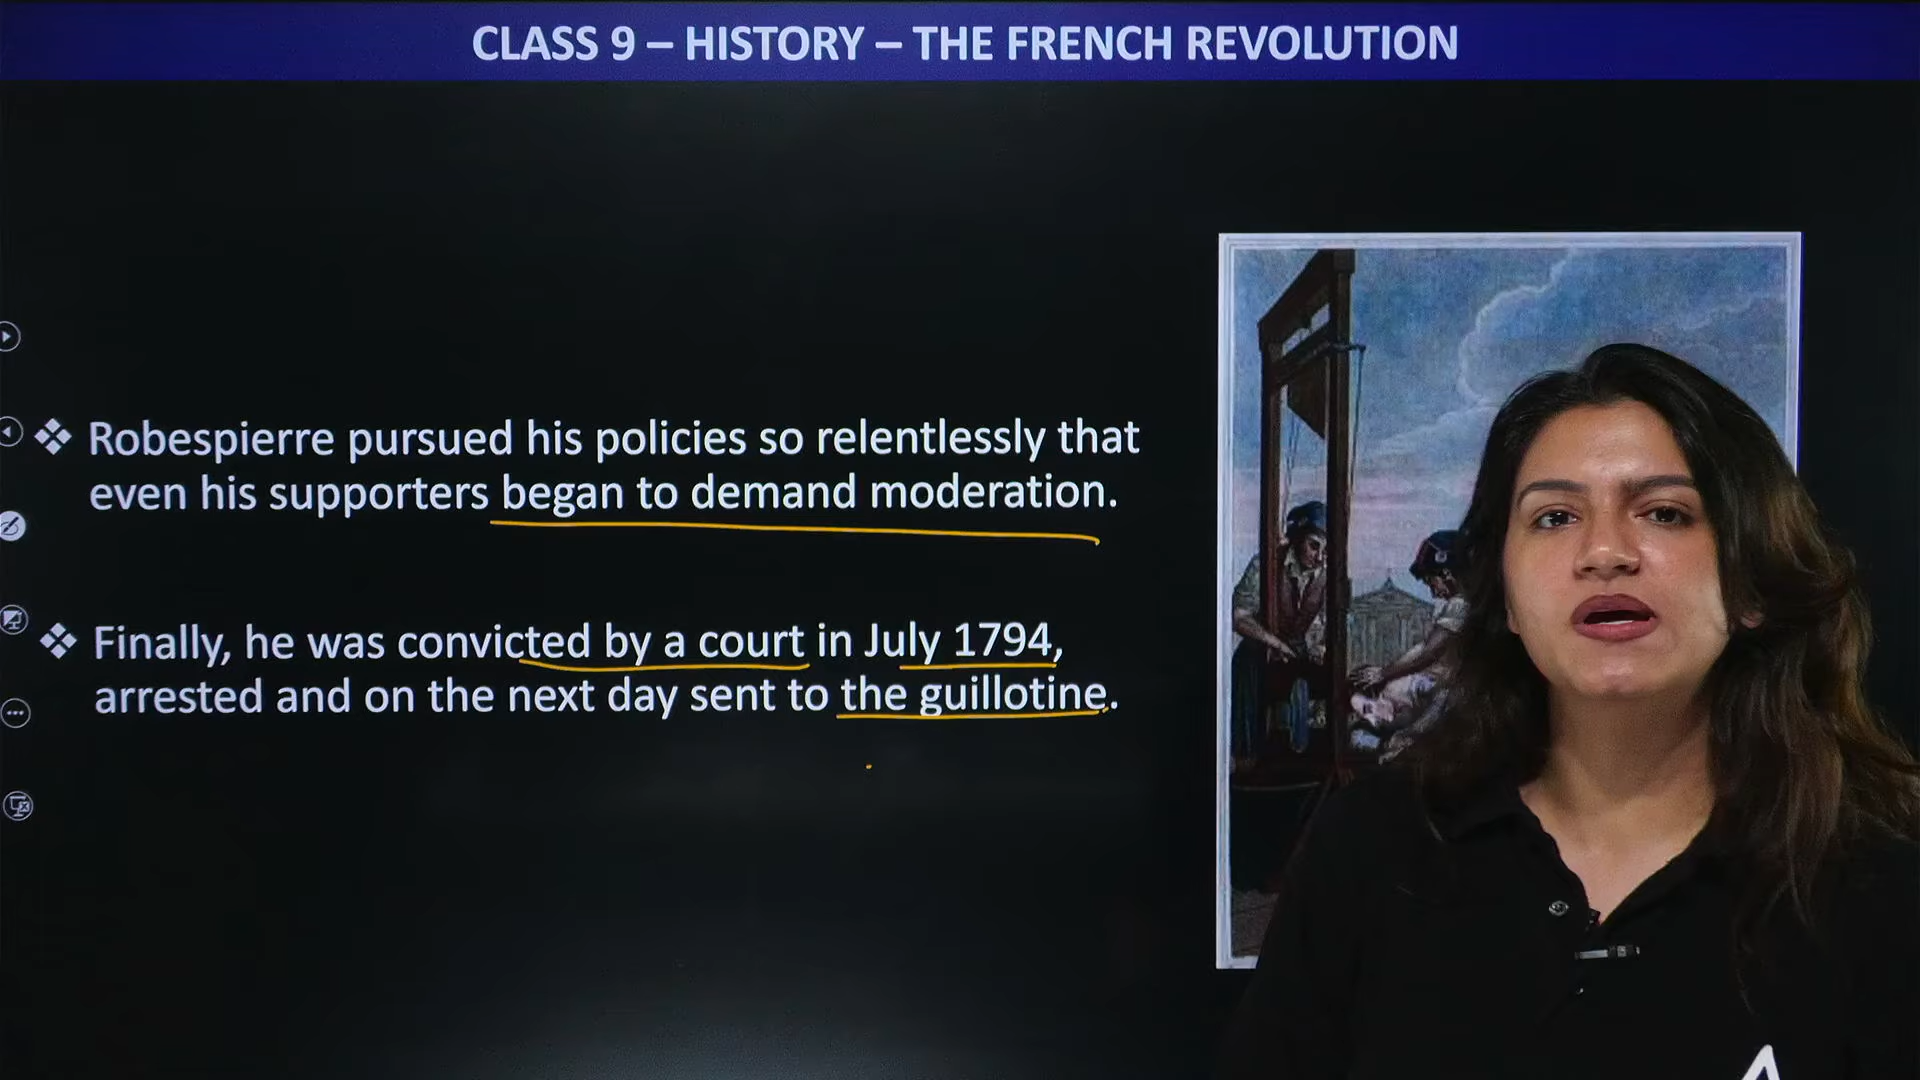 CLASS 9 – HISTORY – THE FRENCH REVOLUTION
❖ Robespierre pursued his policies so relentlessly that
even his supporters began to demand moderation.
❖ Finally, he was convicted by a court in July 1794,
arrested and on the next day sent to the guillotine.